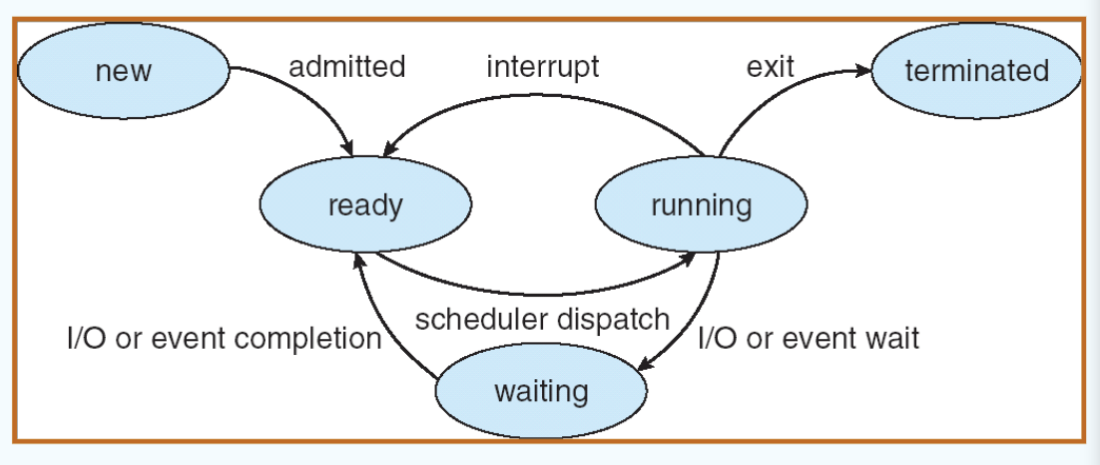 new
admitted
interrupt
exit
terminated
ready
running
scheduler dispatch
I/O or event completion
I/O or event wait
waiting